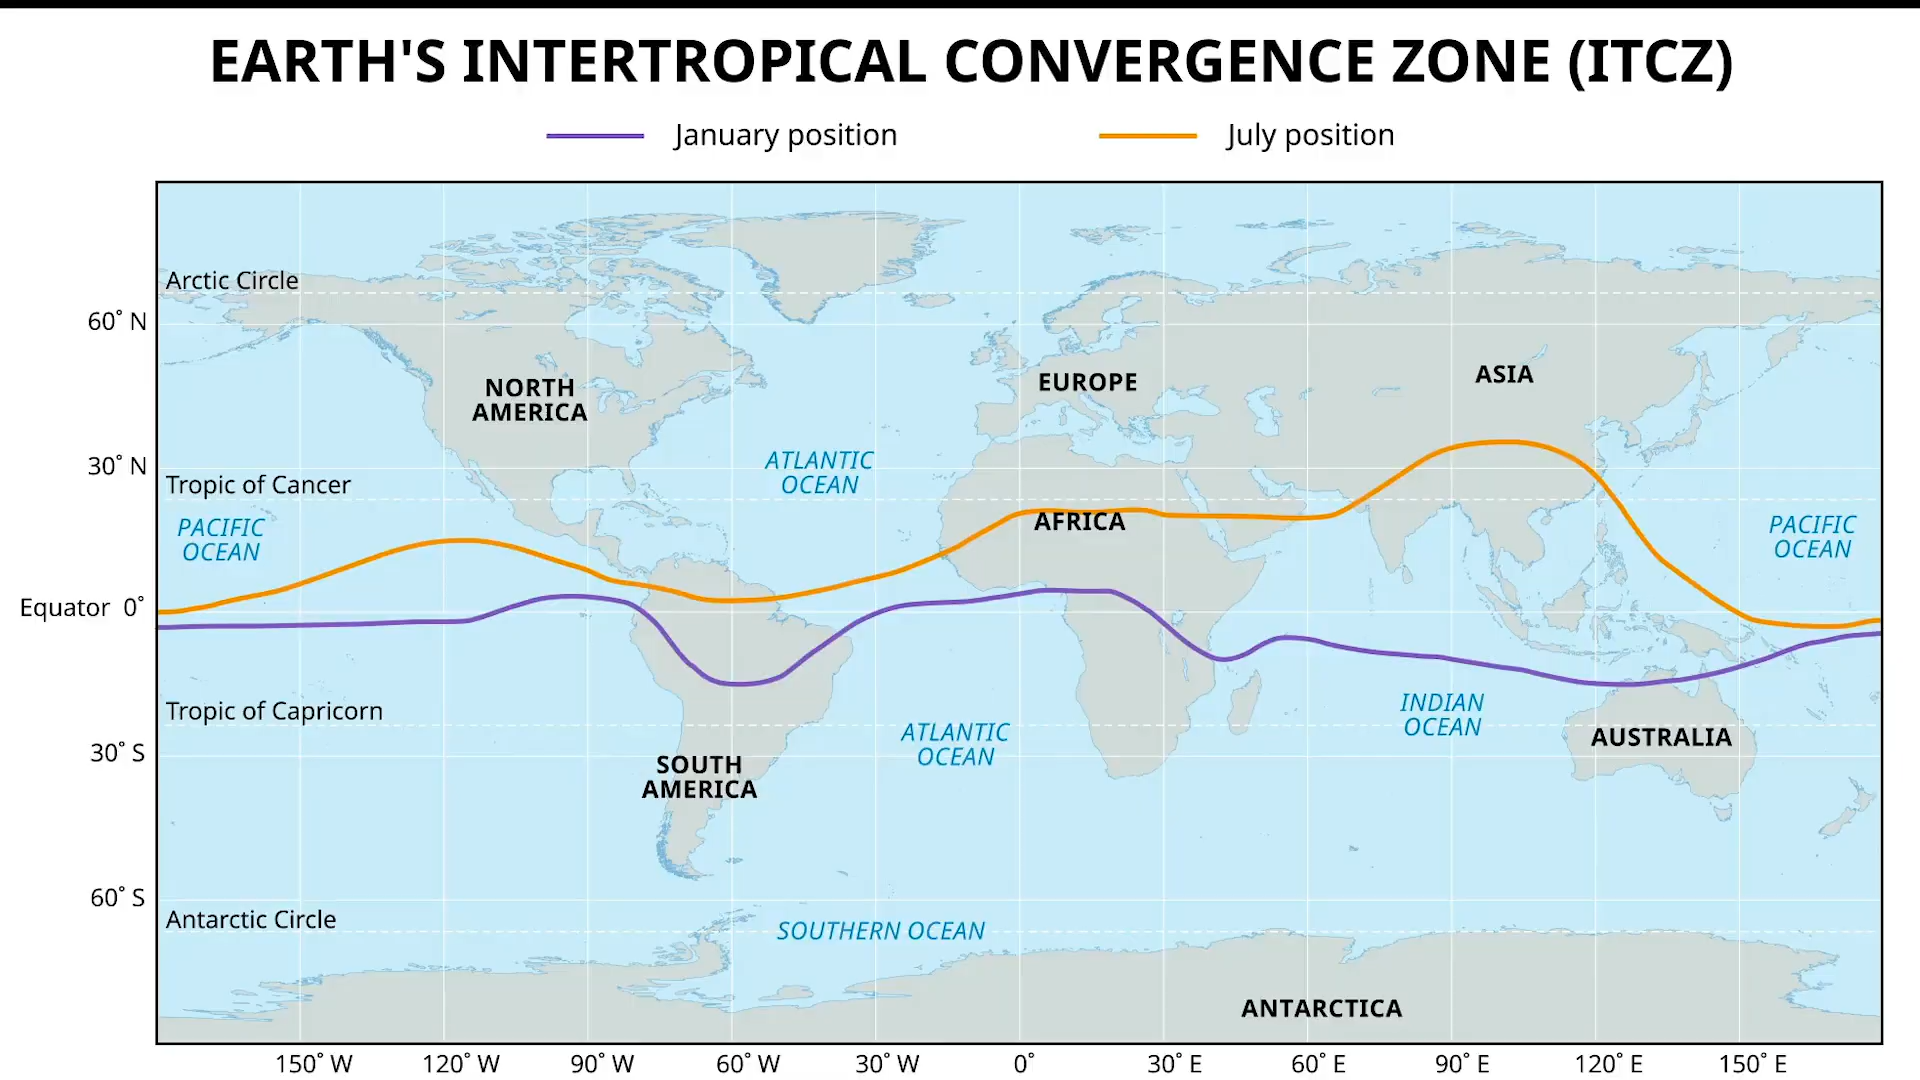 EARTH'S INTERTROPICAL CONVERGENCE ZONE (ITCZ)
January position
July position
Arctic Circle
60° N
NORTH
AMERICA
EUROPE
ASIA
ATLANTIC
OCEAN
30° N
Tropic of Cancer
PACIFIC
OCEAN
AFRICA
PACIFIC
OCEAN
Equator 0°
Tropic of Capricorn
INDIAN
OCEAN
ATLANTIC
OCEAN
AUSTRALIA
30° S
SOUTH
AMERICA
60° S
Antarctic Circle
SOUTHERN OCEAN
ANTARCTICA
150° W 120° W 90° W 60° W 30° W 0° 30° E 60° E 90° E 120° E 150° E